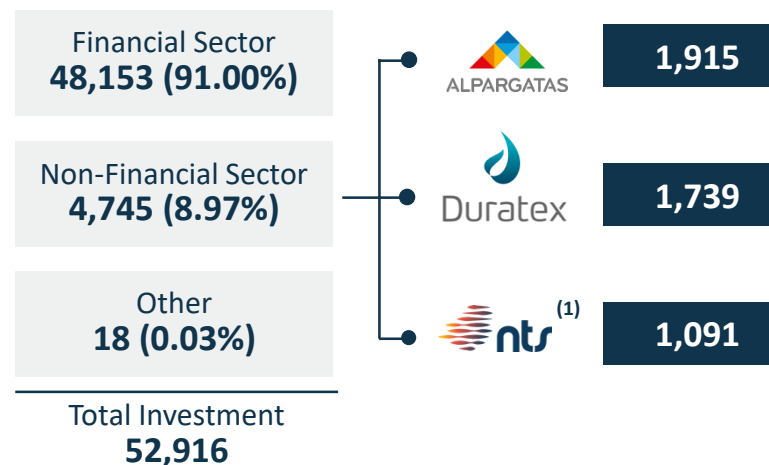 Financial Sector
48,153 (91.00%)
Non-Financial Sector
4,745 (8.97%)
Other
18 (0.03%)
Total Investment
52,916
ALPARGATAS
1,915
Duratex
1,739
nts (1)
1,091